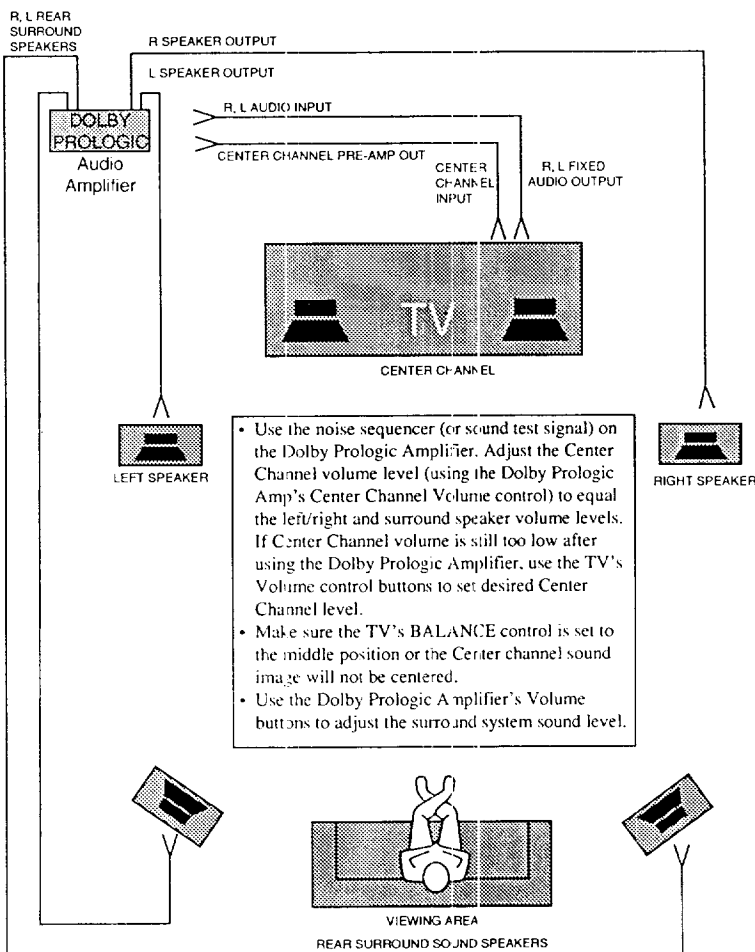 R, L REAR
SURROUND
SPEAKERS
R SPEAKER OUTPUT
L SPEAKER OUTPUT
DOLBY
PROLOGIC
Audio
Amplifier
R, L AUDIO INPUT
CENTER CHANNEL PRE-AMP OUT
CENTER
CHANNEL
INPUT
R, L FIXED
AUDIO OUTPUT
TV
CENTER CHANNEL
LEFT SPEAKER
RIGHT SPEAKER
• Use the noise sequencer (or sound test signal) on
the Dolby Prologic Amplifier. Adjust the Center
Channel volume level (using the Dolby Prologic
Amp's Center Channel Volume control) to equal
the left/right and surround speaker volume levels.
If Center Channel volume is still too low after
using the Dolby Prologic Amplifier, use the TV's
Volume control buttons to set desired Center
Channel level.
• Make sure the TV's BALANCE control is set to
the middle position or the Center channel sound
image will not be centered.
• Use the Dolby Prologic Amplifier's Volume
buttons to adjust the surround system sound level.
VIEWING AREA
REAR SURROUND SOUND SPEAKERS